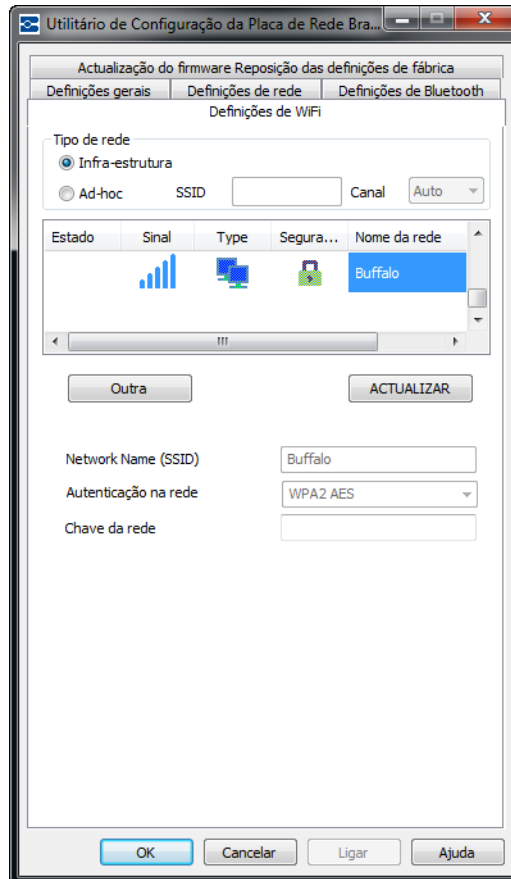 Utilitário de Configuração da Placa de Rede Bra...
Actualização do firmware Reposição das definições de fábrica
Definições gerais Definições de rede Definições de Bluetooth
Definições de WiFi
Tipo de rede
Infra-estrutura
Ad-hoc SSID Canal Auto
Estado Sinal Type Segura... Nome da rede
Buffalo
Outra ACTUALIZAR
Network Name (SSID) Buffalo
Autenticação na rede WPA2 AES
Chave da rede
OK Cancelar Ligar Ajuda